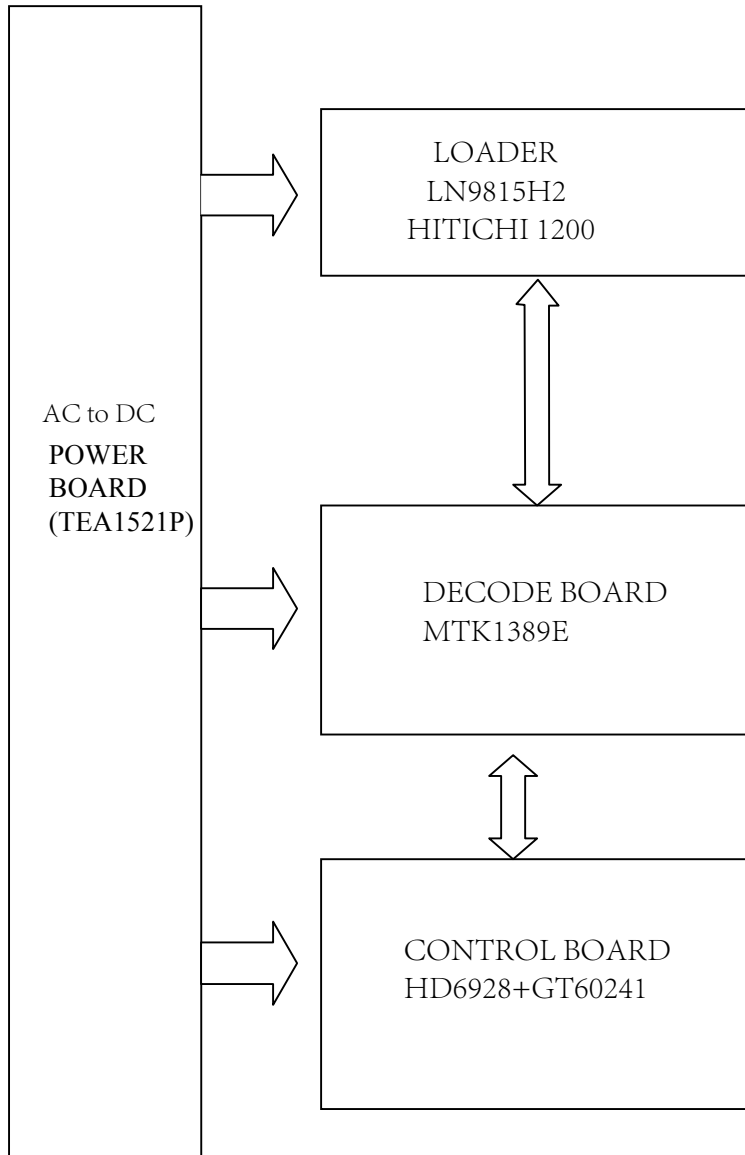 LOADER
LN9815H2
HITICHI 1200
AC to DC
POWER
BOARD
(TEA1521P)
DECODE BOARD
MTK1389E
CONTROL BOARD
HD6928+GT60241